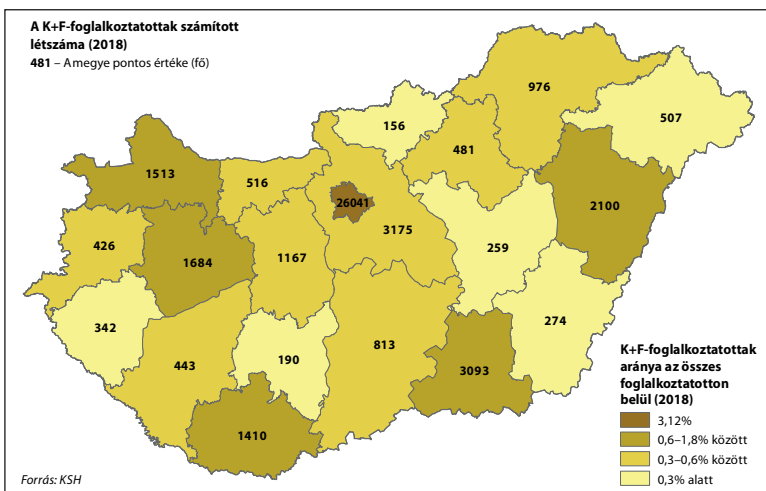 A K+F-foglalkoztatottak számított
létszáma (2018)
481 – A megye pontos értéke (fő)
976
507
156
481
1513
516
26041
2100
3175
426
259
1684
1167
342
274
443
190
813
3093
1410
K+F-foglalkoztatottak
aránya az összes
foglalkoztatotton
belül (2018)
3,12%
0,6–1,8% között
0,3–0,6% között
0,3% alatt
Forrás: KSH